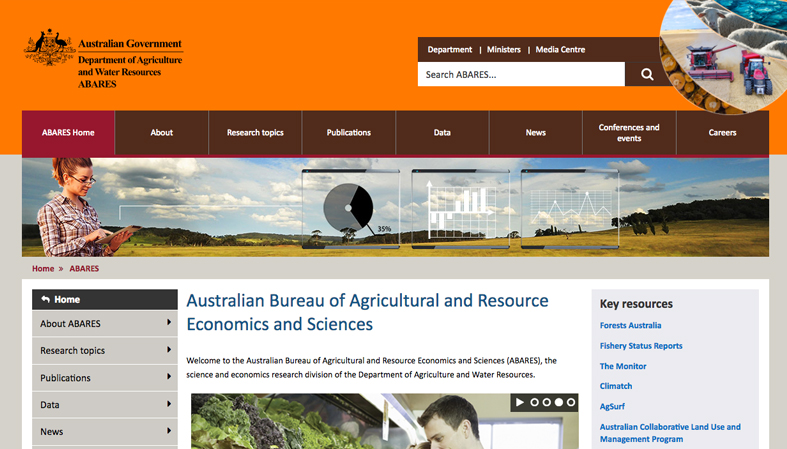 Australian Government
Department of Agriculture
and Water Resources
ABARES
Department | Ministers | Media Centre
Search ABARES...
ABARES Home
About
Research topics
Publications
Data
News
Conferences and
events
Careers
35%
Home » ABARES
Home
About ABARES
Research topics
Publications
Data
News
Australian Bureau of Agricultural and Resource
Economics and Sciences
Welcome to the Australian Bureau of Agricultural and Resource Economics and Sciences (ABARES), the
science and economics research division of the Department of Agriculture and Water Resources.
Key resources
Forests Australia
Fishery Status Reports
The Monitor
Climatch
AgSurf
Australian Collaborative Land Use and
Management Program